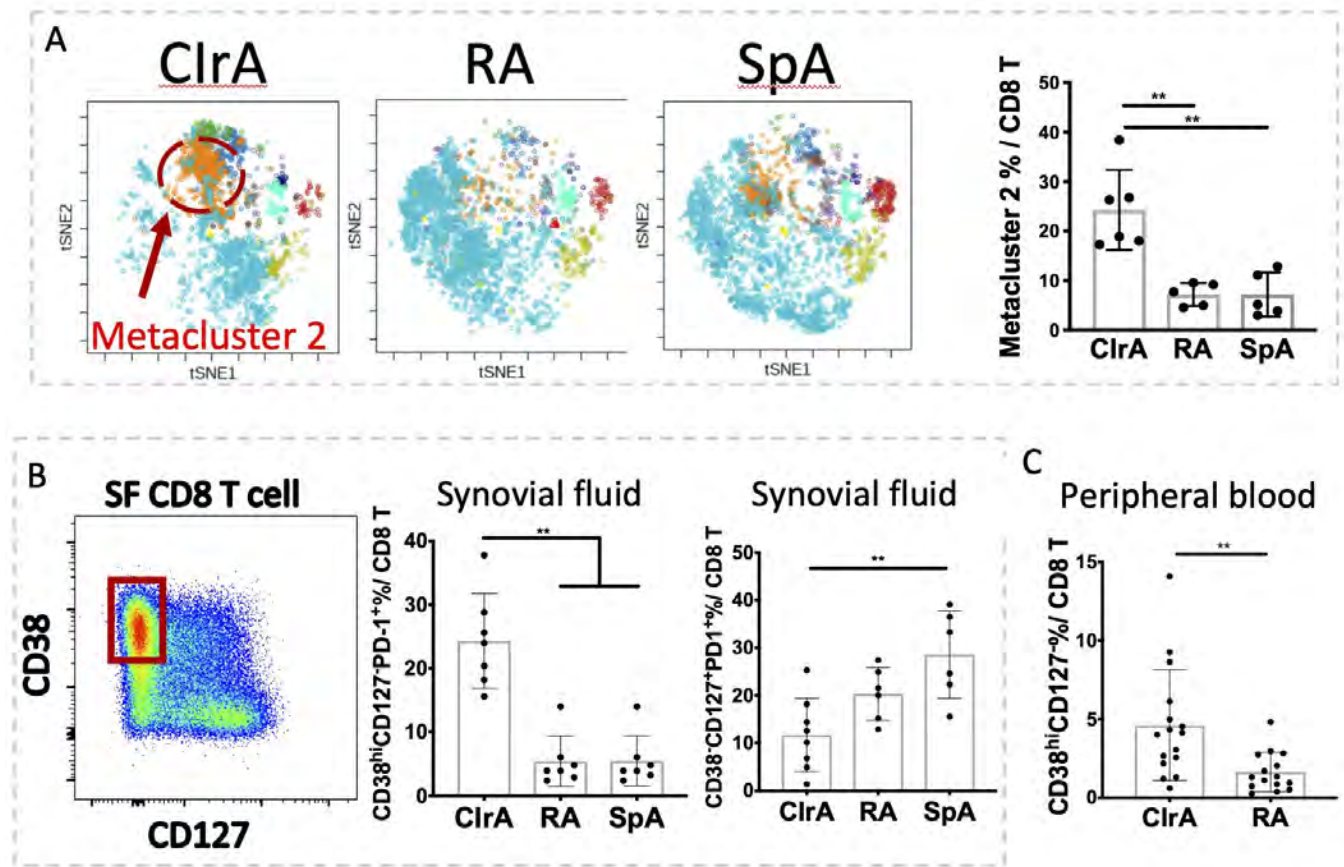 A
CIrA
RA
SpA
tSNE2
tSNE1
Metacluster 2
tSNE2
tSNE1
tSNE2
tSNE1
Metacluster 2 % / CD8 T
50
40
30
20
10
0
**
**
CIrA RA SpA
B
SF CD8 T cell
CD38
CD127
Synovial fluid
CD38hiCD127-PD-1+%/ CD8 T
40
30
20
10
0
**
CIrA RA SpA
Synovial fluid
CD38-CD127+PD1+%/ CD8 T
50
40
30
20
10
0
**
CIrA RA SpA
C
Peripheral blood
CD38hiCD127-%/ CD8 T
15
10
5
0
**
CIrA RA